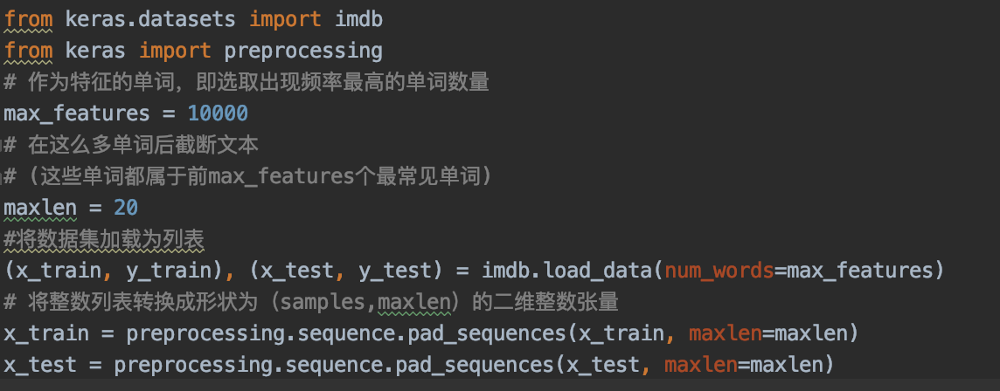 from keras.datasets import imdb
from keras import preprocessing
# 作为特征的单词，即选取出现频率最高的单词数量
max_features = 10000
# 在这么多单词后截断文本
# (这些单词都属于前max_features个最常见单词)
maxlen = 20
#将数据集加载为列表
(x_train, y_train), (x_test, y_test) = imdb.load_data(num_words=max_features)
# 将整数列表转换成形状为（samples,maxlen）的二维整数张量
x_train = preprocessing.sequence.pad_sequences(x_train, maxlen=maxlen)
x_test = preprocessing.sequence.pad_sequences(x_test, maxlen=maxlen)